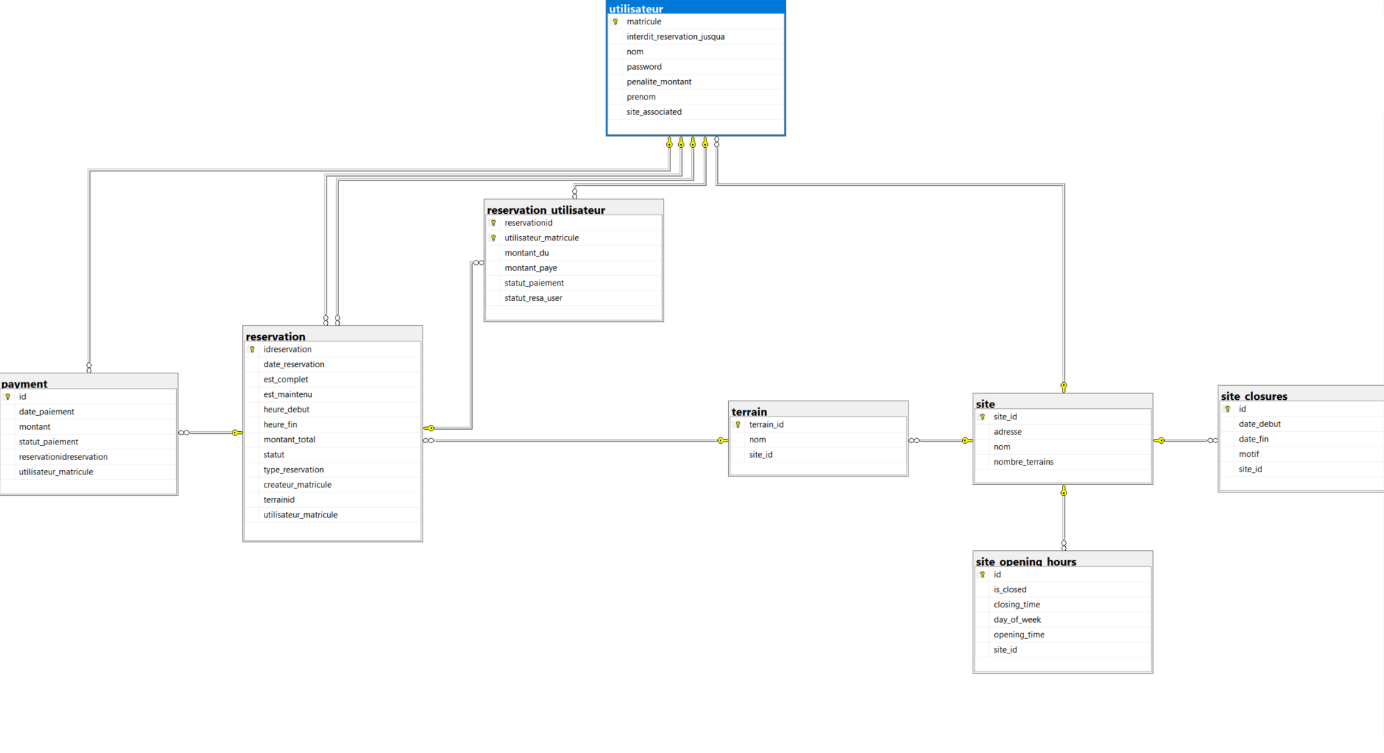 utilisateur
matricule
interdit_reservation_jusqua
nom
password
penalite_montant
prenom
site_associated
reservation_utilisateur
reservationid
utilisateur_matricule
montant_du
montant_paye
statut_paiement
statut_resa_user
reservation
idreservation
date_reservation
est_complet
est_maintenu
heure_debut
heure_fin
montant_total
statut
type_reservation
createur_matricule
terrainid
utilisateur_matricule
payment
id
date_paiement
montant
statut_paiement
reservationidreservation
utilisateur_matricule
terrain
terrain_id
nom
site_id
site
site_id
adresse
nom
nombre_terrains
site_closures
id
date_debut
date_fin
motif
site_id
site_opening_hours
id
is_closed
closing_time
day_of_week
opening_time
site_id